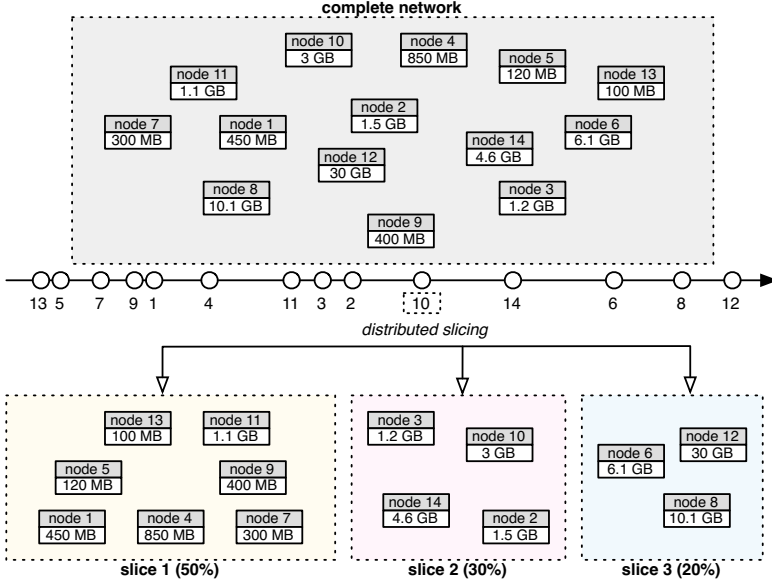 complete network
node 10
3 GB
node 4
850 MB
node 5
120 MB
node 11
1.1 GB
node 13
100 MB
node 2
1.5 GB
node 7
300 MB
node 1
450 MB
node 6
6.1 GB
node 14
4.6 GB
node 12
30 GB
node 8
10.1 GB
node 3
1.2 GB
node 9
400 MB
13 5 7 9 1 4 11 3 2 10 14 6 8 12
distributed slicing
node 13
100 MB
node 11
1.1 GB
node 5
120 MB
node 9
400 MB
node 1
450 MB
node 4
850 MB
node 7
300 MB
slice 1 (50%)
node 3
1.2 GB
node 10
3 GB
node 14
4.6 GB
node 2
1.5 GB
slice 2 (30%)
node 12
30 GB
node 6
6.1 GB
node 8
10.1 GB
slice 3 (20%)